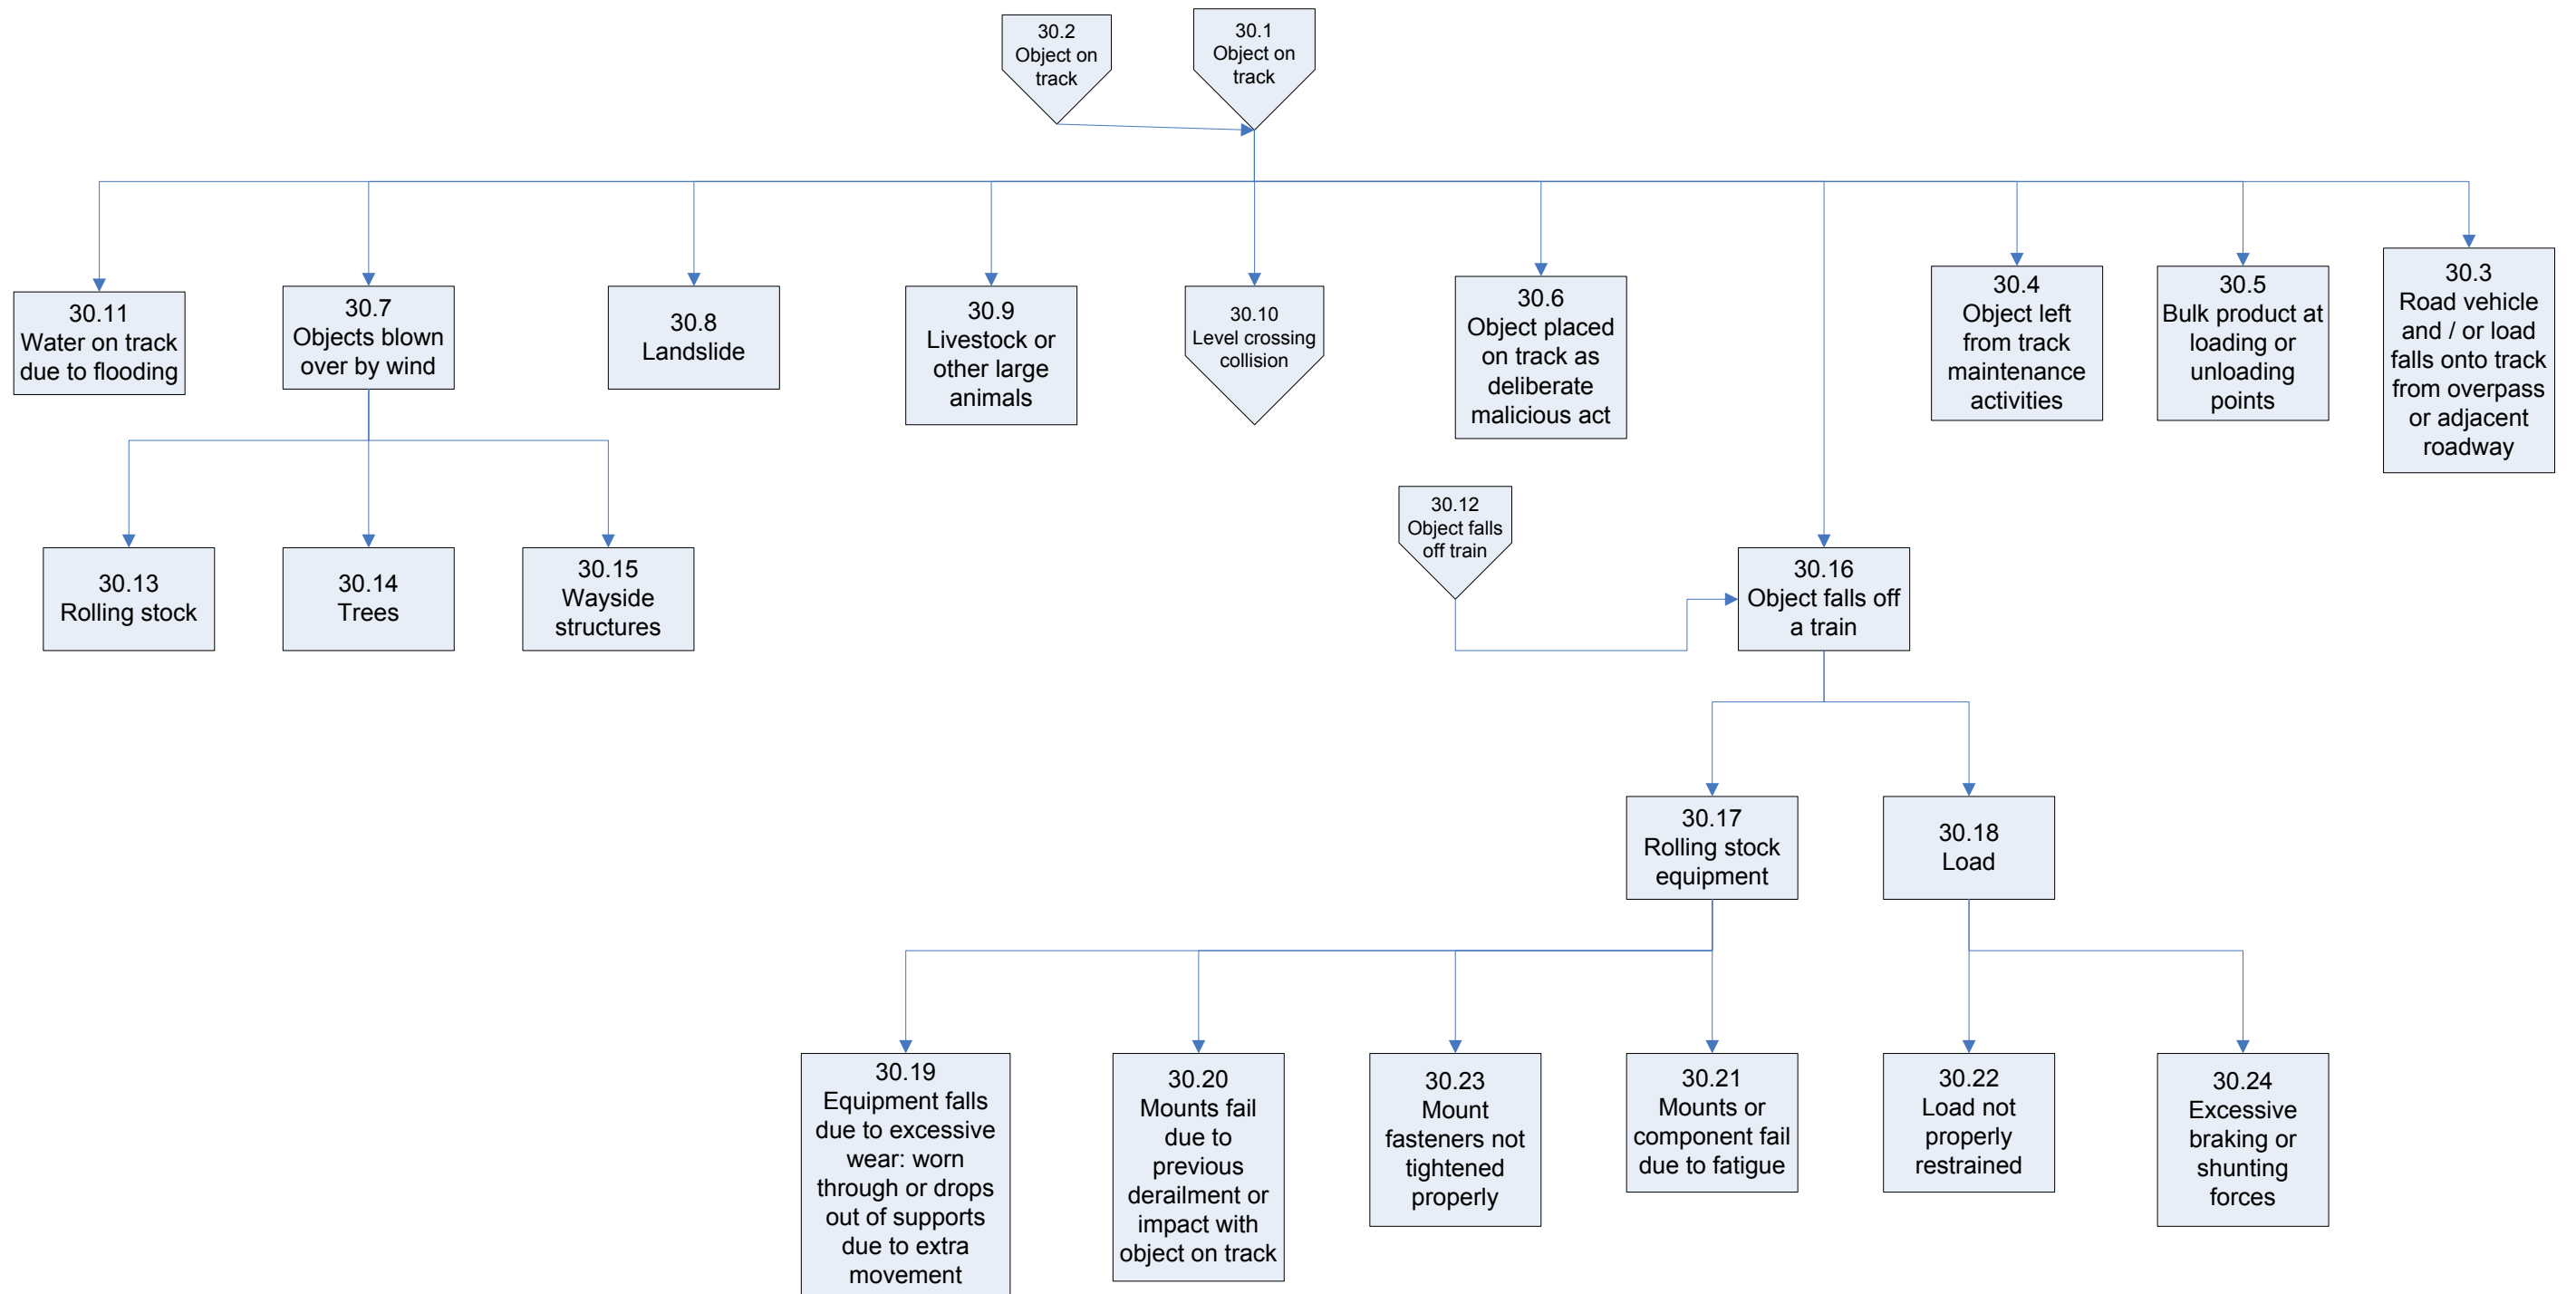 30.2
Object on
track
30.1
Object on
track
30.11
Water on track
due to flooding
30.7
Objects blown
over by wind
30.8
Landslide
30.9
Livestock or
other large
animals
30.10
Level crossing
collision
30.6
Object placed
on track as
deliberate
malicious act
30.4
Object left
from track
maintenance
activities
30.5
Bulk product at
loading or
unloading
points
30.3
Road vehicle
and / or load
falls onto track
from overpass
or adjacent
roadway
30.12
Object falls
off train
30.13
Rolling stock
30.14
Trees
30.15
Wayside
structures
30.16
Object falls off
a train
30.17
Rolling stock
equipment
30.18
Load
30.19
Equipment falls
due to excessive
wear: worn
through or drops
out of supports
due to extra
movement
30.20
Mounts fail
due to
previous
derailment or
impact with
object on track
30.23
Mount
fasteners not
tightened
properly
30.21
Mounts or
component fail
due to fatigue
30.22
Load not
properly
restrained
30.24
Excessive
braking or
shunting
forces